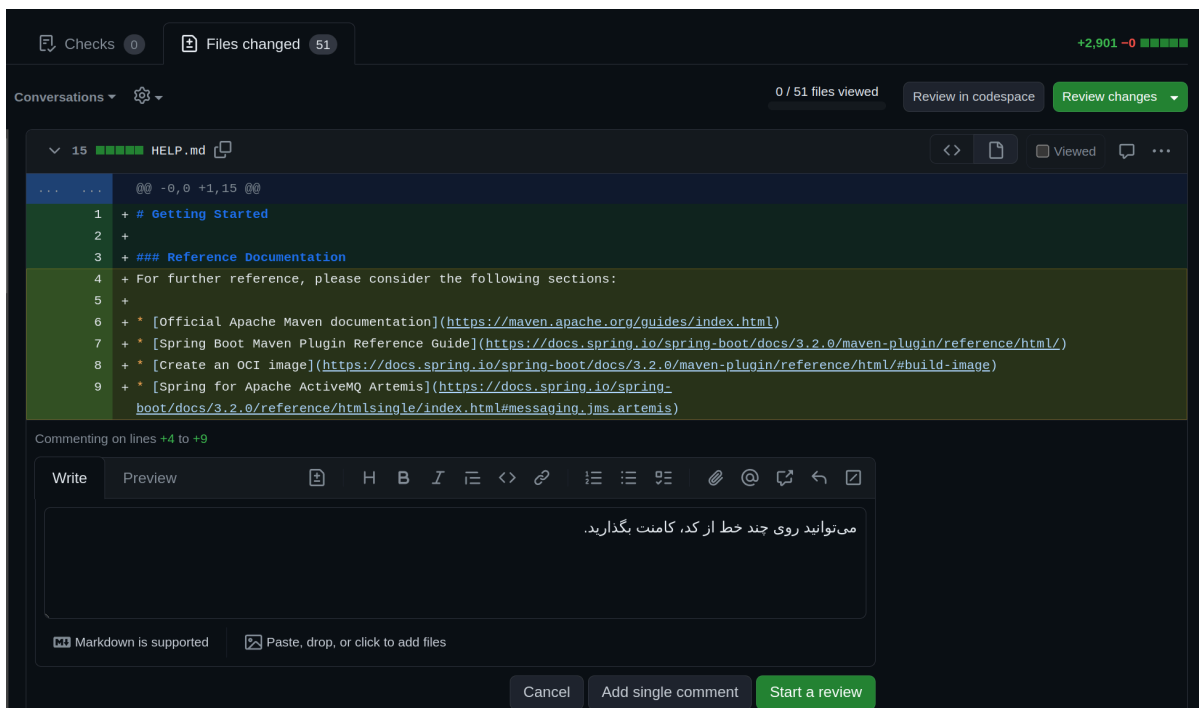 Checks 0 Files changed 51 +2,901 −0
Conversations 0 / 51 files viewed Review in codespace Review changes
15 HELP.md Viewed
... ... @@ -0,0 +1,15 @@
1 + # Getting Started
2 +
3 + ### Reference Documentation
4 + For further reference, please consider the following sections:
5 +
6 + * [Official Apache Maven documentation](https://maven.apache.org/guides/index.html)
7 + * [Spring Boot Maven Plugin Reference Guide](https://docs.spring.io/spring-boot/docs/3.2.0/maven-plugin/reference/html/)
8 + * [Create an OCI image](https://docs.spring.io/spring-boot/docs/3.2.0/maven-plugin/reference/html/#build-image)
9 + * [Spring for Apache ActiveMQ Artemis](https://docs.spring.io/spring-
boot/docs/3.2.0/reference/htmlsingle/index.html#messaging.jms.artemis)
Commenting on lines +4 to +9
Write Preview
می‌توانید روی چند خط از کد، کامنت بگذارید.
Markdown is supported Paste, drop, or click to add files
Cancel Add single comment Start a review